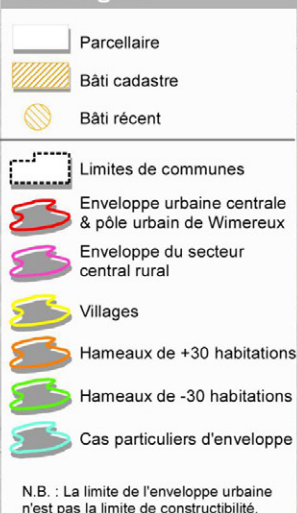 Parcellaire
Bâti cadastre
Bâti récent
Limites de communes
Enveloppe urbaine centrale
& pôle urbain de Wimereux
Enveloppe du secteur
central rural
Villages
Hameaux de +30 habitations
Hameaux de -30 habitations
Cas particuliers d'enveloppe
N.B. : La limite de l'enveloppe urbaine
n'est pas la limite de constructibilité.